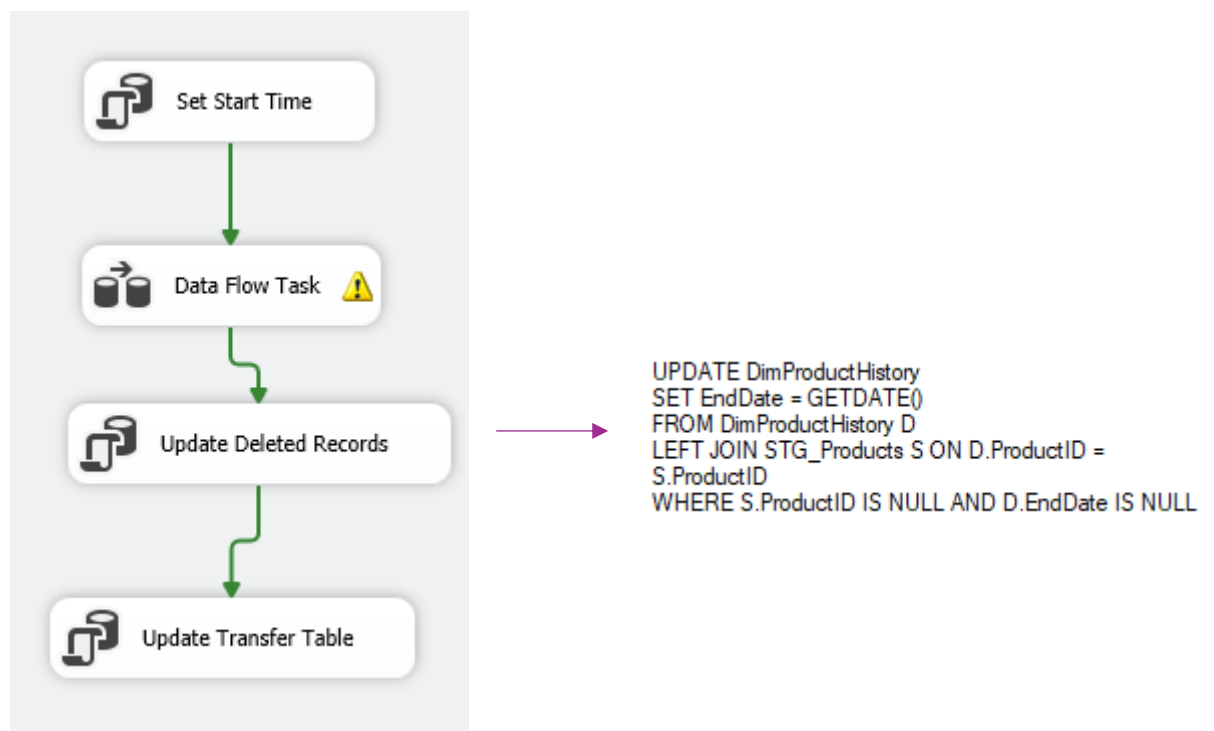 Set Start Time
Data Flow Task
Update Deleted Records
Update Transfer Table
UPDATE DimProductHistory
SET EndDate = GETDATE()
FROM DimProductHistory D
LEFT JOIN STG_Products S ON D.ProductID =
S.ProductID
WHERE S.ProductID IS NULL AND D.EndDate IS NULL